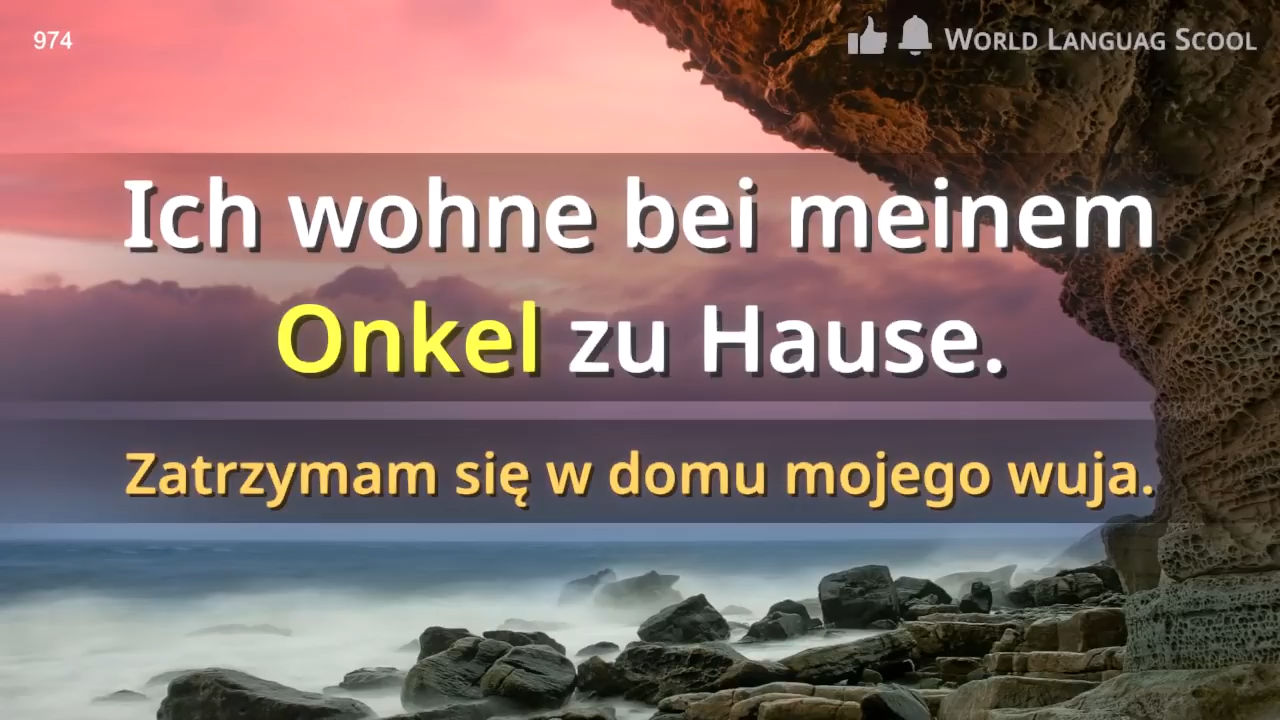 974
World Languag Scool
Ich wohne bei meinem
Onkel zu Hause.
Zatrzymam się w domu mojego wuja.